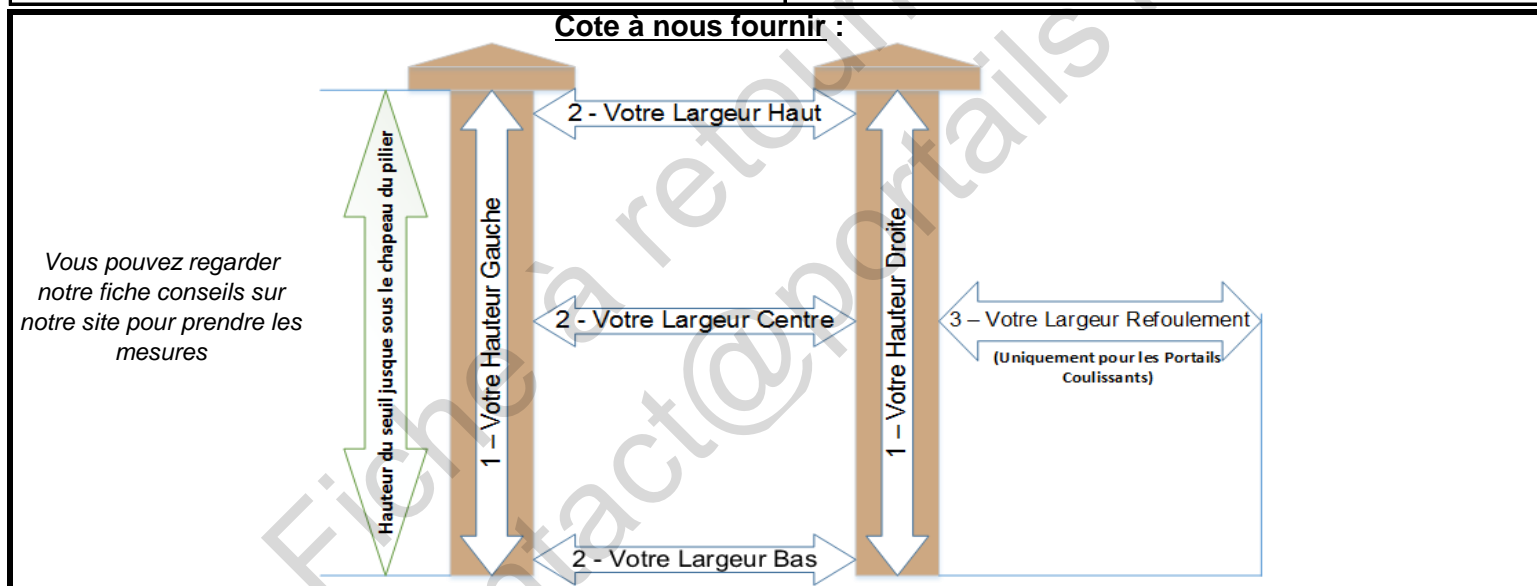 Cote à nous fournir :
Vous pouvez regarder
notre fiche conseils sur
notre site pour prendre les
mesures
Hauteur du seuil jusque sous le chapeau du pilier
1 – Votre Hauteur Gauche
2 - Votre Largeur Haut
2 - Votre Largeur Centre
2 - Votre Largeur Bas
1 – Votre Hauteur Droite
3 – Votre Largeur Refoulement
(Uniquement pour les Portails
Coulissants)
Fiche à